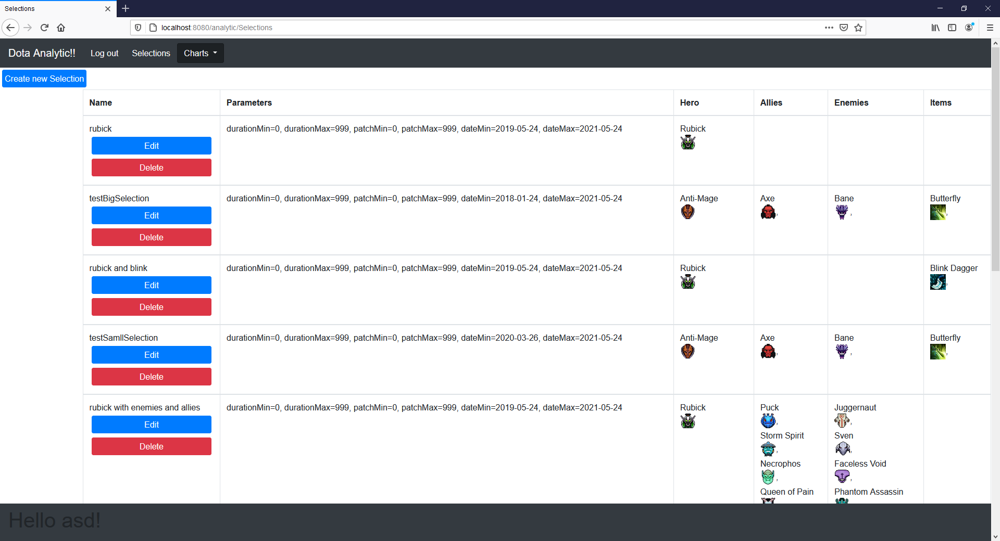 Selections
localhost:8080/analytic/Selections
Dota Analytic!! Log out Selections Charts
Create new Selection
Name Parameters Hero Allies Enemies Items
rubick durationMin=0, durationMax=999, patchMin=0, patchMax=999, dateMin=2019-05-24, dateMax=2021-05-24 Rubick
Edit
Delete
testBigSelection durationMin=0, durationMax=999, patchMin=0, patchMax=999, dateMin=2018-01-24, dateMax=2021-05-24 Anti-Mage Axe Bane Butterfly
Edit , , ,
Delete
rubick and blink durationMin=0, durationMax=999, patchMin=0, patchMax=999, dateMin=2019-05-24, dateMax=2021-05-24 Rubick Blink Dagger
Edit ,
Delete
testSamllSelection durationMin=0, durationMax=999, patchMin=0, patchMax=999, dateMin=2020-03-26, dateMax=2021-05-24 Anti-Mage Axe Bane Butterfly
Edit , , ,
Delete
rubick with enemies and allies durationMin=0, durationMax=999, patchMin=0, patchMax=999, dateMin=2019-05-24, dateMax=2021-05-24 Rubick Puck Juggernaut
Edit , ,
Storm Spirit Sven
Delete , ,
Necrophos Faceless Void
, ,
Queen of Pain Phantom Assassin
Hello asd!